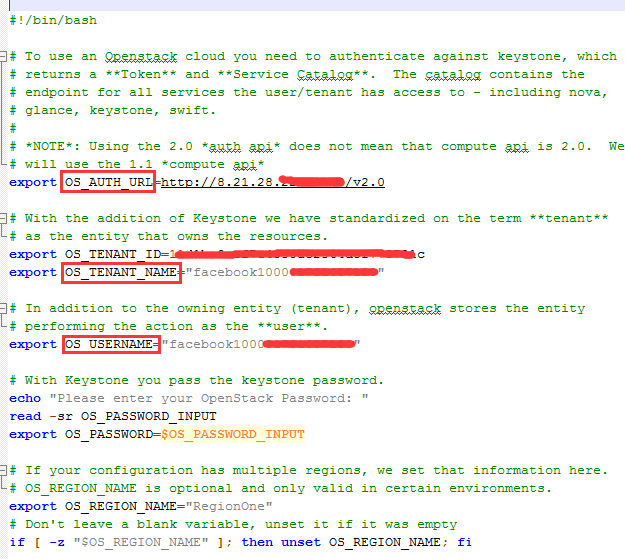 #!/bin/bash
# To use an Openstack cloud you need to authenticate against keystone, which
# returns a **Token** and **Service Catalog**.  The catalog contains the
# endpoint for all services the user/tenant has access to - including nova,
# glance, keystone, swift.
#
# *NOTE*: Using the 2.0 *auth api* does not mean that compute api is 2.0.  We
# will use the 1.1 *compute api*
export OS_AUTH_URL=http://8.21.28. /v2.0
# With the addition of Keystone we have standardized on the term **tenant**
# as the entity that owns the resources.
export OS_TENANT_ID=
export OS_TENANT_NAME="facebook1000 "
# In addition to the owning entity (tenant), openstack stores the entity
# performing the action as the **user**.
export OS_USERNAME="facebook1000 "
# With Keystone you pass the keystone password.
echo "Please enter your OpenStack Password: "
read -sr OS_PASSWORD_INPUT
export OS_PASSWORD=$OS_PASSWORD_INPUT
# If your configuration has multiple regions, we set that information here.
# OS_REGION_NAME is optional and only valid in certain environments.
export OS_REGION_NAME="RegionOne"
# Don't leave a blank variable, unset it if it was empty
if [ -z "$OS_REGION_NAME" ]; then unset OS_REGION_NAME; fi